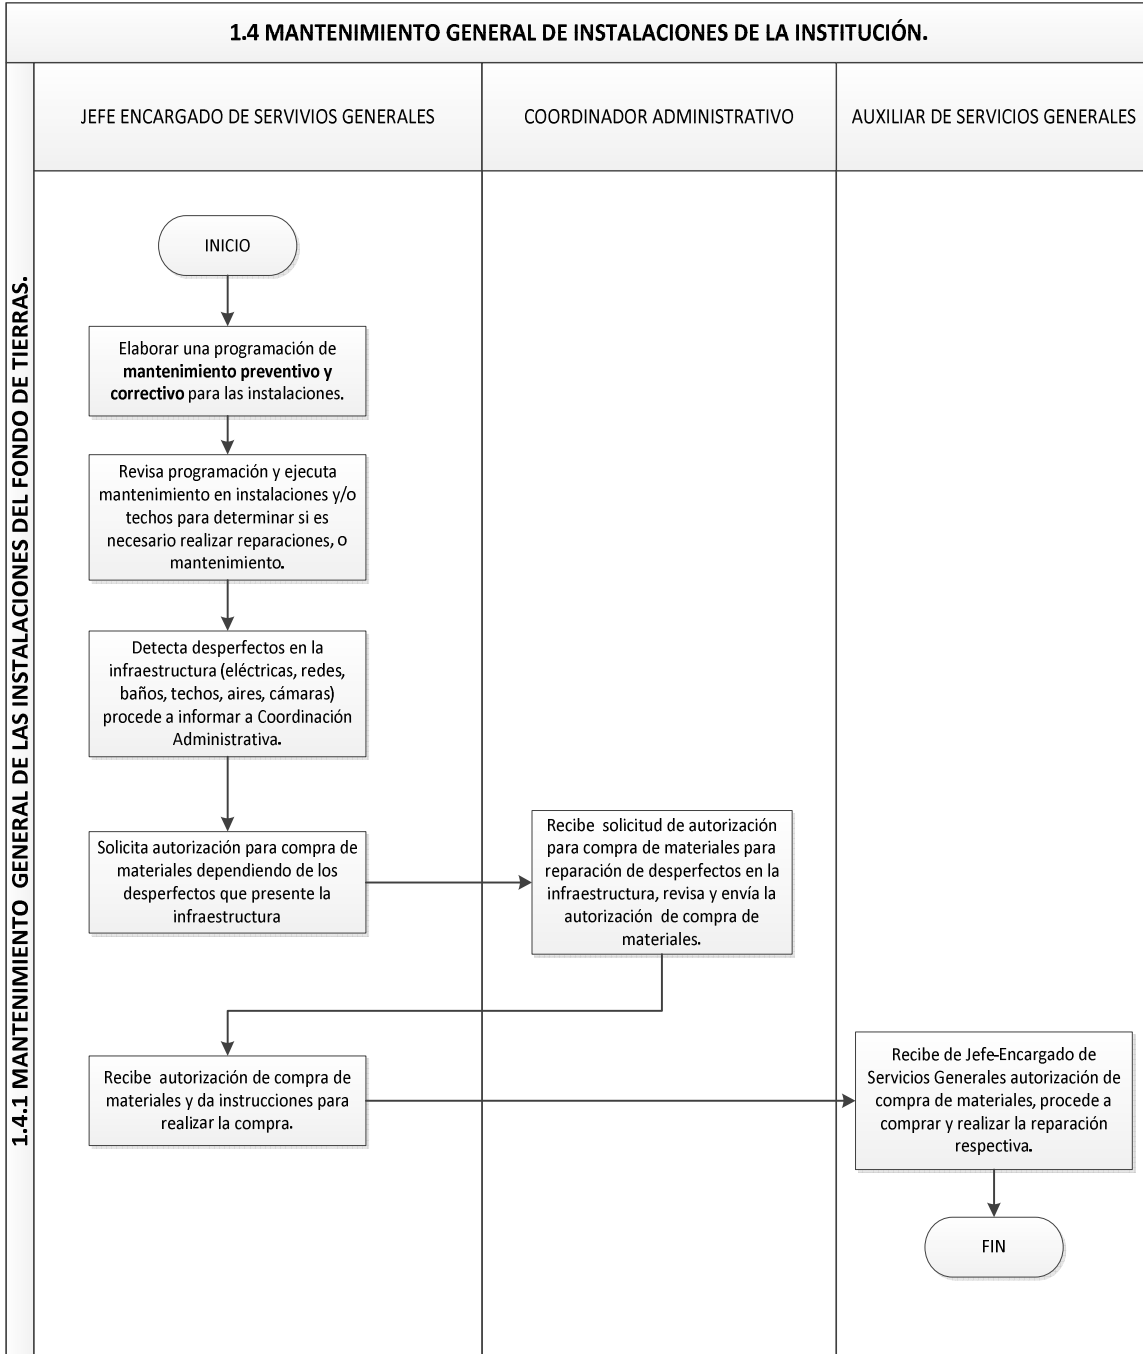 1.4 MANTENIMIENTO GENERAL DE INSTALACIONES DE LA INSTITUCIÓN.
1.4.1 MANTENIMIENTO GENERAL DE LAS INSTALACIONES DEL FONDO DE TIERRAS.
JEFE ENCARGADO DE SERVIVIOS GENERALES
COORDINADOR ADMINISTRATIVO
AUXILIAR DE SERVICIOS GENERALES
INICIO
Elaborar una programación de
mantenimiento preventivo y
correctivo para las instalaciones.
Revisa programación y ejecuta
mantenimiento en instalaciones y/o
techos para determinar si es
necesario realizar reparaciones, o
mantenimiento.
Detecta desperfectos en la
infraestructura (eléctricas, redes,
baños, techos, aires, cámaras)
procede a informar a Coordinación
Administrativa.
Solicita autorización para compra de
materiales dependiendo de los
desperfectos que presente la
infraestructura
Recibe solicitud de autorización
para compra de materiales para
reparación de desperfectos en la
infraestructura, revisa y envía la
autorización de compra de
materiales.
Recibe autorización de compra de
materiales y da instrucciones para
realizar la compra.
Recibe de Jefe-Encargado de
Servicios Generales autorización de
compra de materiales, procede a
comprar y realizar la reparación
respectiva.
FIN